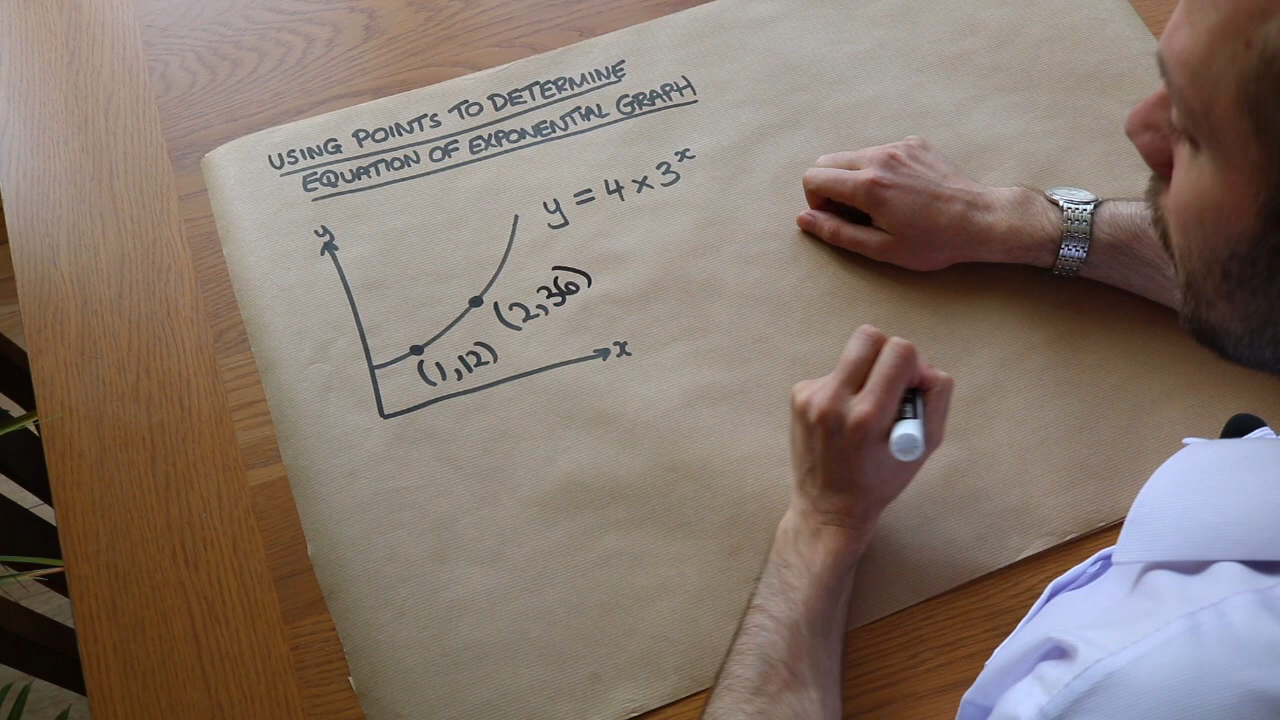 USING POINTS TO DETERMINE
EQUATION OF EXPONENTIAL GRAPH
y = 4 × 3^x
y
(2,36)
(1,12)
x